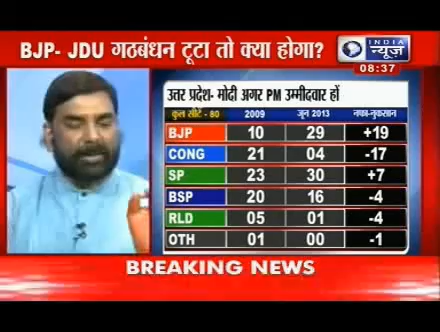 BJP- JDU गठबंधन टूटा तो क्या होगा?
INDIA
न्यूज़
08:37
उत्तर प्रदेश- मोदी अगर PM उम्मीदवार हों
कुल सीटें - 80 2009 जून 2013 नफा-नुकसान
BJP 10 29 +19
CONG 21 04 -17
SP 23 30 +7
BSP 20 16 -4
RLD 05 01 -4
OTH 01 00 -1
BREAKING NEWS